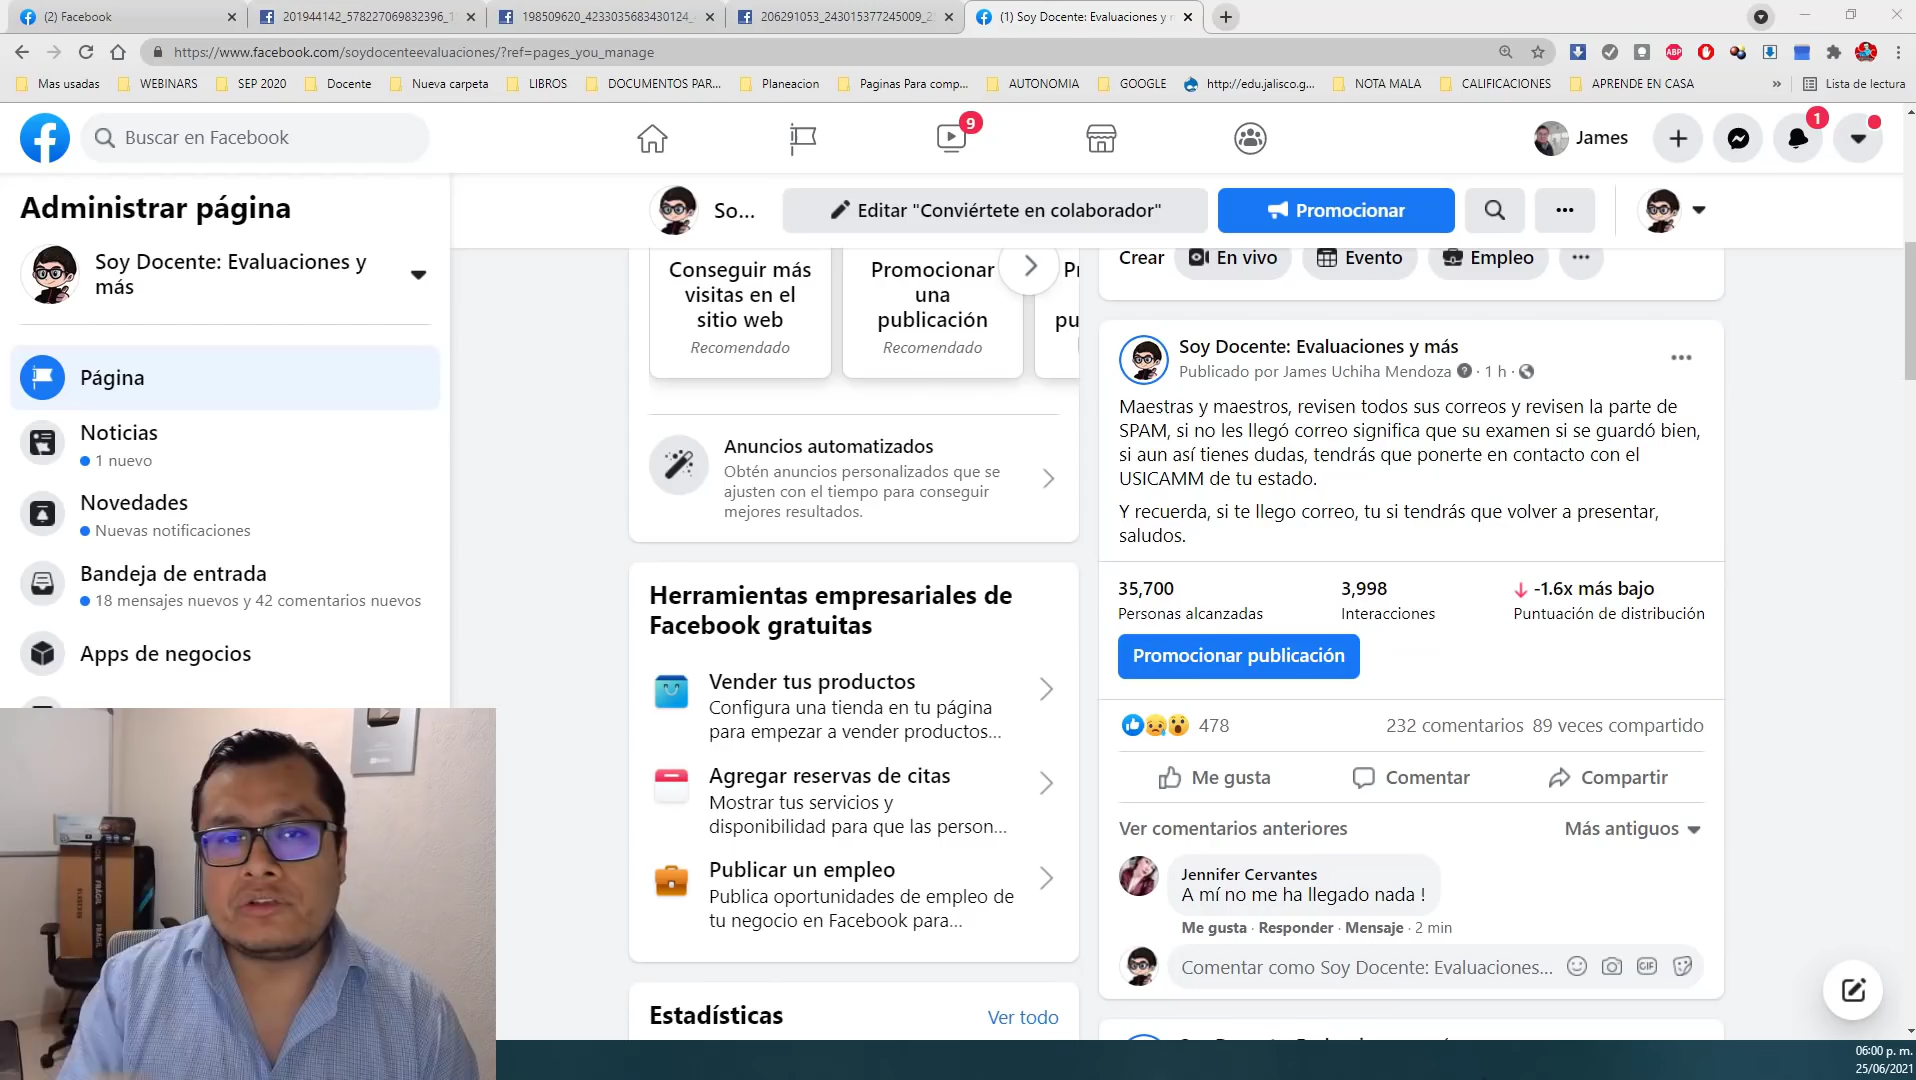 (2) Facebook
201944142_578227069832396_1
198509620_4233035683430124_
206291053_243015377245009_2
(1) Soy Docente: Evaluaciones y
https://www.facebook.com/soydocenteevaluaciones/?ref=pages_you_manage
Mas usadas
WEBINARS
SEP 2020
Docente
Nueva carpeta
LIBROS
DOCUMENTOS PAR...
Planeacion
Paginas Para comp...
AUTONOMIA
GOOGLE
http://edu.jalisco.g...
NOTA MALA
CALIFICACIONES
APRENDE EN CASA
»
Lista de lectura
Buscar en Facebook
9
James
1
Administrar página
Soy Docente: Evaluaciones y
más
Página
Noticias
1 nuevo
Novedades
Nuevas notificaciones
Bandeja de entrada
18 mensajes nuevos y 42 comentarios nuevos
Apps de negocios
So...
Editar "Conviértete en colaborador"
Promocionar
Conseguir más
visitas en el
sitio web
Recomendado
Promocionar
una
publicación
Recomendado
P
pu
Anuncios automatizados
Obtén anuncios personalizados que se
ajusten con el tiempo para conseguir
mejores resultados.
Herramientas empresariales de
Facebook gratuitas
Vender tus productos
Configura una tienda en tu página
para empezar a vender productos...
Agregar reservas de citas
Mostrar tus servicios y
disponibilidad para que las person...
Publicar un empleo
Publica oportunidades de empleo de
tu negocio en Facebook para...
Estadísticas
Ver todo
Crear
En vivo
Evento
Empleo
Soy Docente: Evaluaciones y más
Publicado por James Uchiha Mendoza · 1 h ·
Maestras y maestros, revisen todos sus correos y revisen la parte de
SPAM, si no les llegó correo significa que su examen si se guardó bien,
si aun así tienes dudas, tendrás que ponerte en contacto con el
USICAMM de tu estado.
Y recuerda, si te llego correo, tu si tendrás que volver a presentar,
saludos.
35,700
Personas alcanzadas
3,998
Interacciones
-1.6x más bajo
Puntuación de distribución
Promocionar publicación
478
232 comentarios 89 veces compartido
Me gusta
Comentar
Compartir
Ver comentarios anteriores
Más antiguos
Jennifer Cervantes
A mí no me ha llegado nada !
Me gusta · Responder · Mensaje · 2 min
Comentar como Soy Docente: Evaluaciones...
GIF
ABP
FRÁGIL
FRÁGIL
06:00 p. m.
25/06/2021